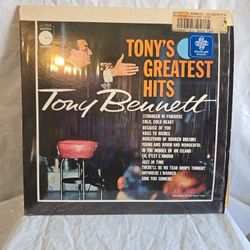 TONY'S
GREATEST
HITS
Tony Bennett
STRANGER IN PARADISE
COLD, COLD HEART
BECAUSE OF YOU
RAGS TO RICHES
BOULEVARD OF BROKEN DREAMS
YOUNG AND WARM AND WONDERFUL
IN THE MIDDLE OF AN ISLAND
CA, C'EST L'AMOUR
JUST IN TIME
THERE'LL BE NO TEAR DROPS TONIGHT
ANYWHERE I WANDER
SING YOU SINNERS